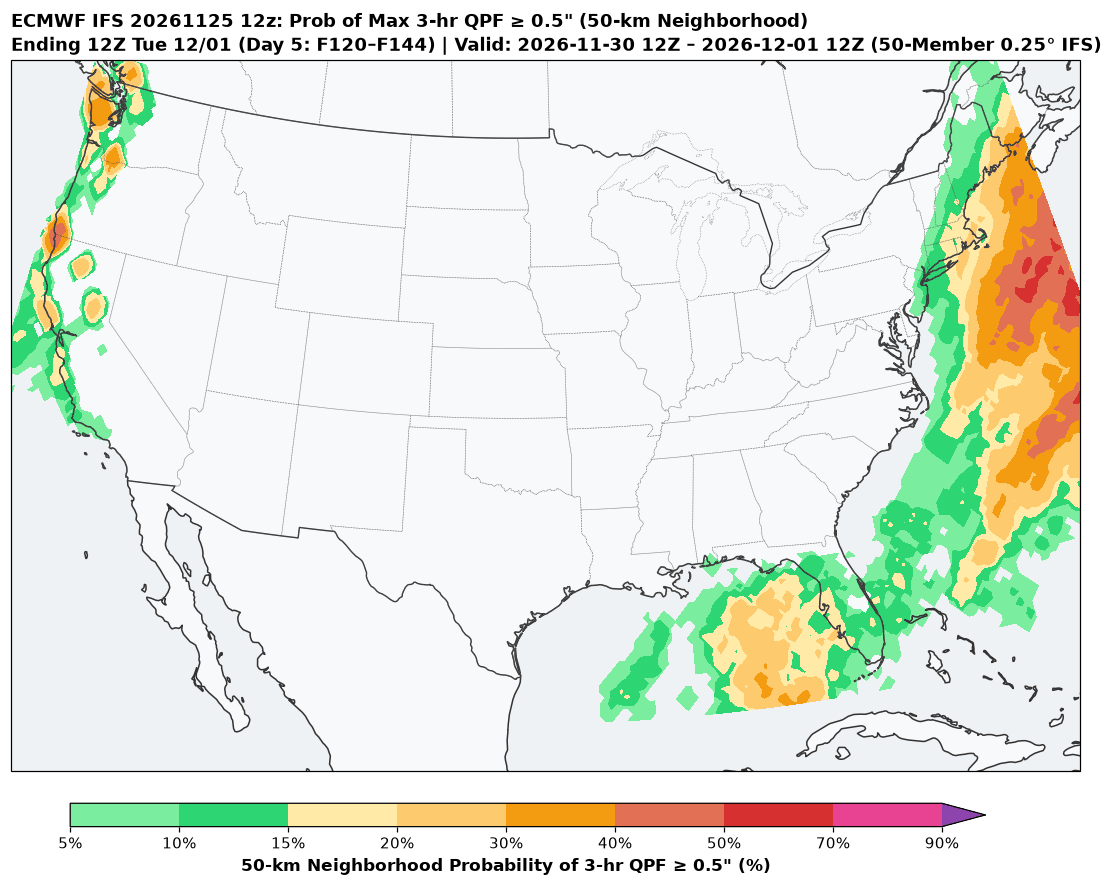 ECMWF IFS 20261125 12z: Prob of Max 3-hr QPF ≥ 0.5" (50-km Neighborhood)
Ending 12Z Tue 12/01 (Day 5: F120–F144) | Valid: 2026-11-30 12Z – 2026-12-01 12Z (50-Member 0.25° IFS)
5% 10% 15% 20% 30% 40% 50% 70% 90%
50-km Neighborhood Probability of 3-hr QPF ≥ 0.5" (%)